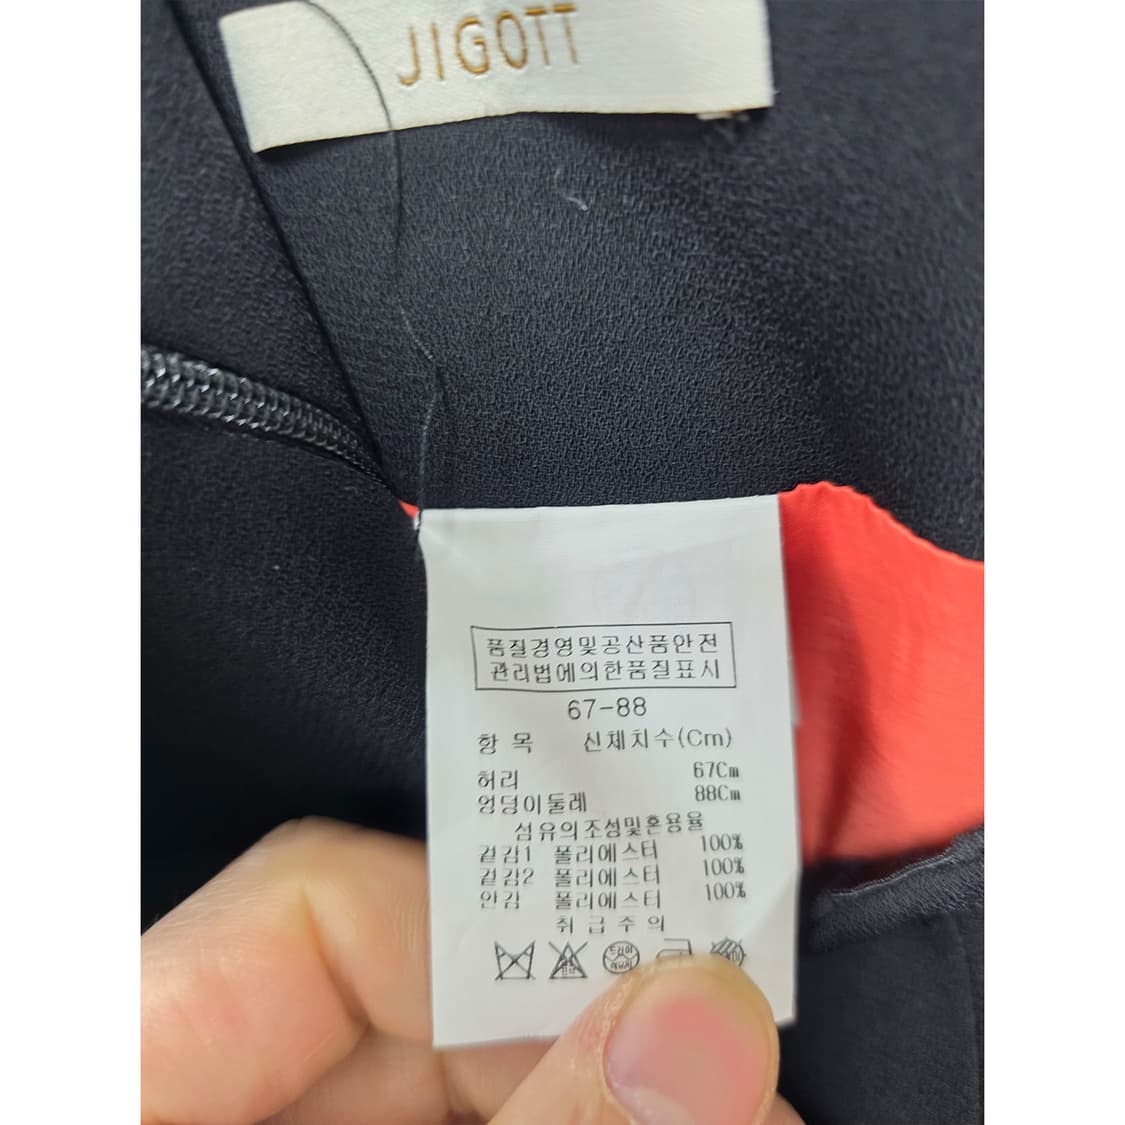 JIGOTT
품질경영및공산품안전
관리법에의한품질표시
67-88
항 목 신체치수(Cm)
허리 67Cm
엉덩이둘레 88Cm
섬유의조성및혼용율
겉감1 폴리에스터 100%
겉감2 폴리에스터 100%
안감 폴리에스터 100%
취급주의